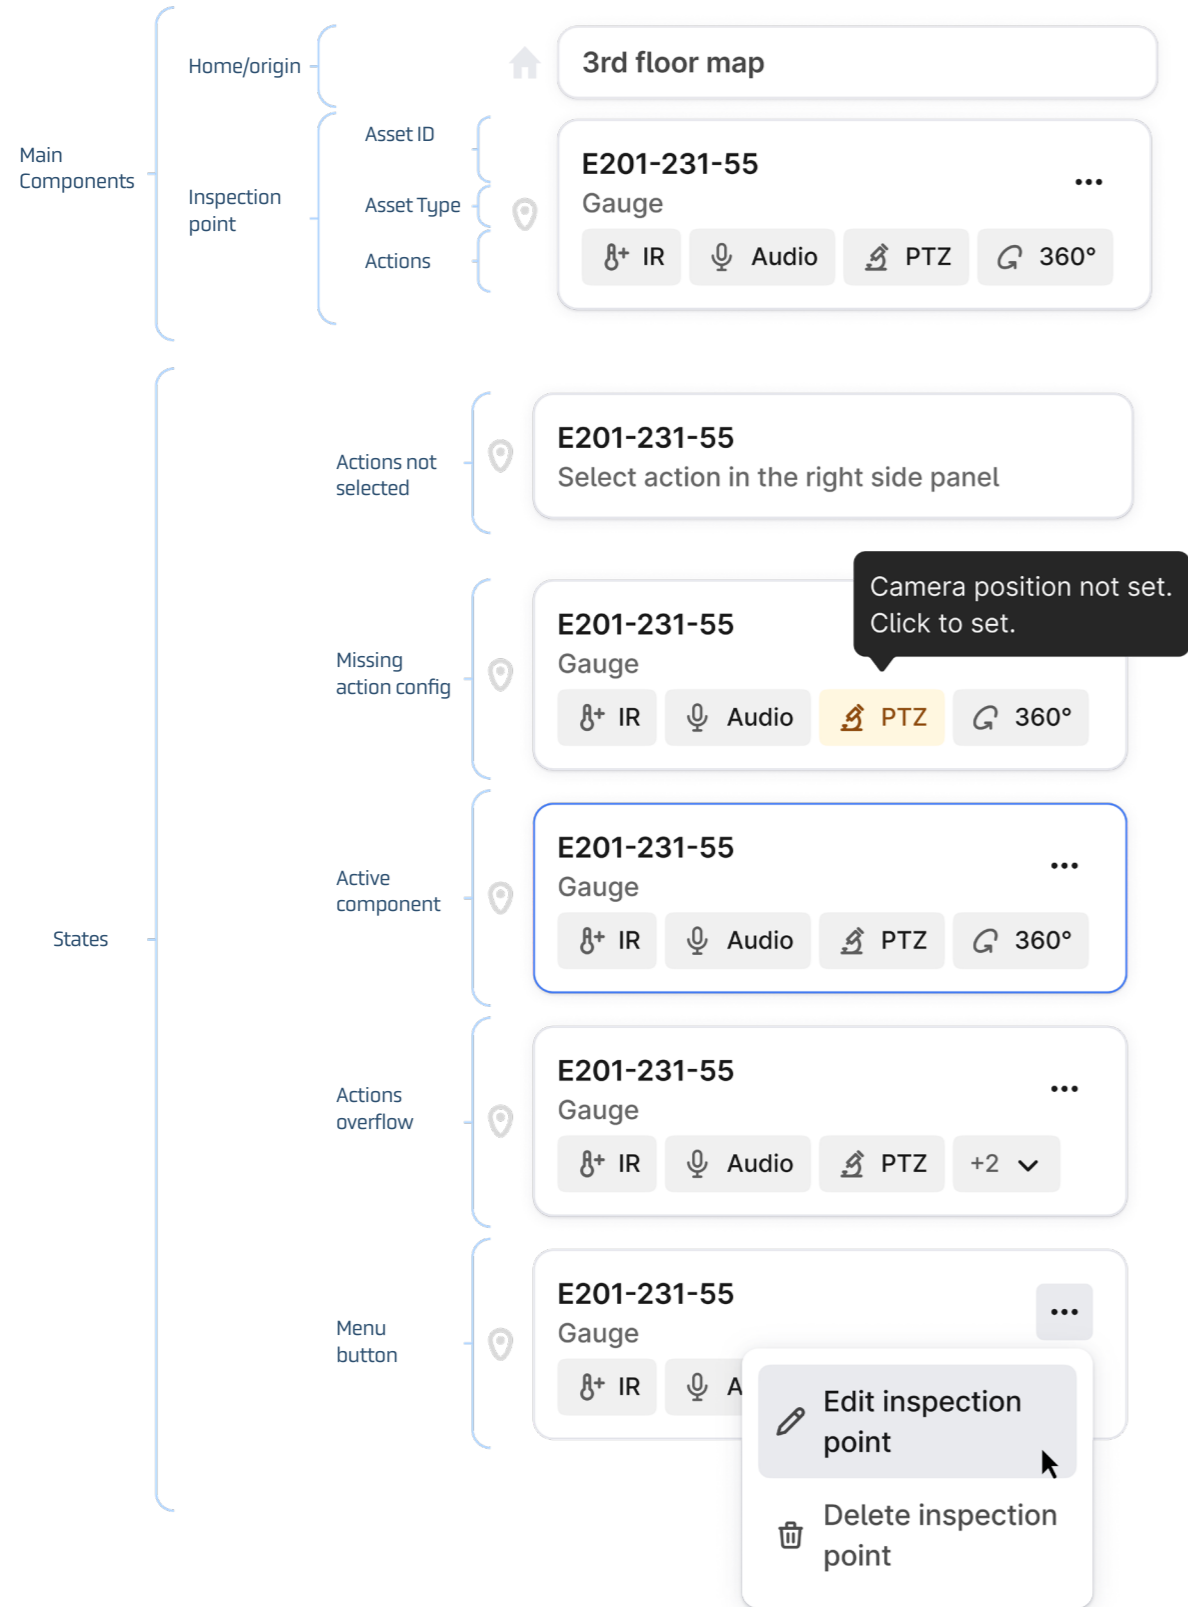 Home/origin
3rd floor map
Main
Components
Inspection
point
Asset ID
Asset Type
Actions
E201-231-55
•••
Gauge
IR
Audio
PTZ
360°
States
Actions not
selected
E201-231-55
Select action in the right side panel
Missing
action config
Camera position not set.
Click to set.
E201-231-55
Gauge
IR
Audio
PTZ
360°
Active
component
E201-231-55
•••
Gauge
IR
Audio
PTZ
360°
Actions
overflow
E201-231-55
•••
Gauge
IR
Audio
PTZ
+2
Menu
button
E201-231-55
•••
Gauge
IR
A
Edit inspection
point
Delete inspection
point